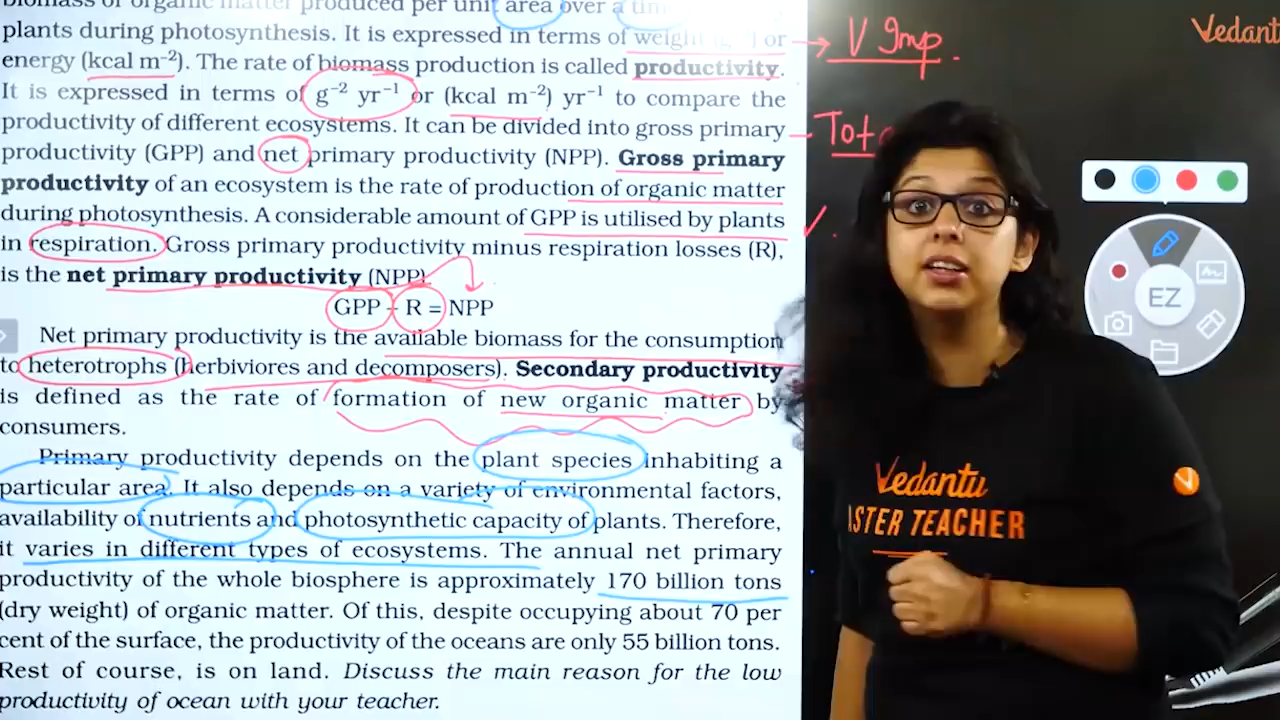 biomass of organic matter produced per unit area over a tim
plants during photosynthesis. It is expressed in terms of weight or
energy (kcal m⁻²). The rate of biomass production is called productivity.
It is expressed in terms of g⁻² yr⁻¹ or (kcal m⁻²) yr⁻¹ to compare the
productivity of different ecosystems. It can be divided into gross primary
productivity (GPP) and net primary productivity (NPP). Gross primary
productivity of an ecosystem is the rate of production of organic matter
during photosynthesis. A considerable amount of GPP is utilised by plants
in respiration. Gross primary productivity minus respiration losses (R),
is the net primary productivity (NPP).
GPP - R = NPP
Net primary productivity is the available biomass for the consumption
to heterotrophs (herbiviores and decomposers). Secondary productivity
is defined as the rate of formation of new organic matter by
consumers.
Primary productivity depends on the plant species inhabiting a
particular area. It also depends on a variety of environmental factors,
availability of nutrients and photosynthetic capacity of plants. Therefore,
it varies in different types of ecosystems. The annual net primary
productivity of the whole biosphere is approximately 170 billion tons
(dry weight) of organic matter. Of this, despite occupying about 70 per
cent of the surface, the productivity of the oceans are only 55 billion tons.
Rest of course, is on land. Discuss the main reason for the low
productivity of ocean with your teacher.
V Imp.
Tota
Vedant
EZ
Vedantu
ASTER TEACHER